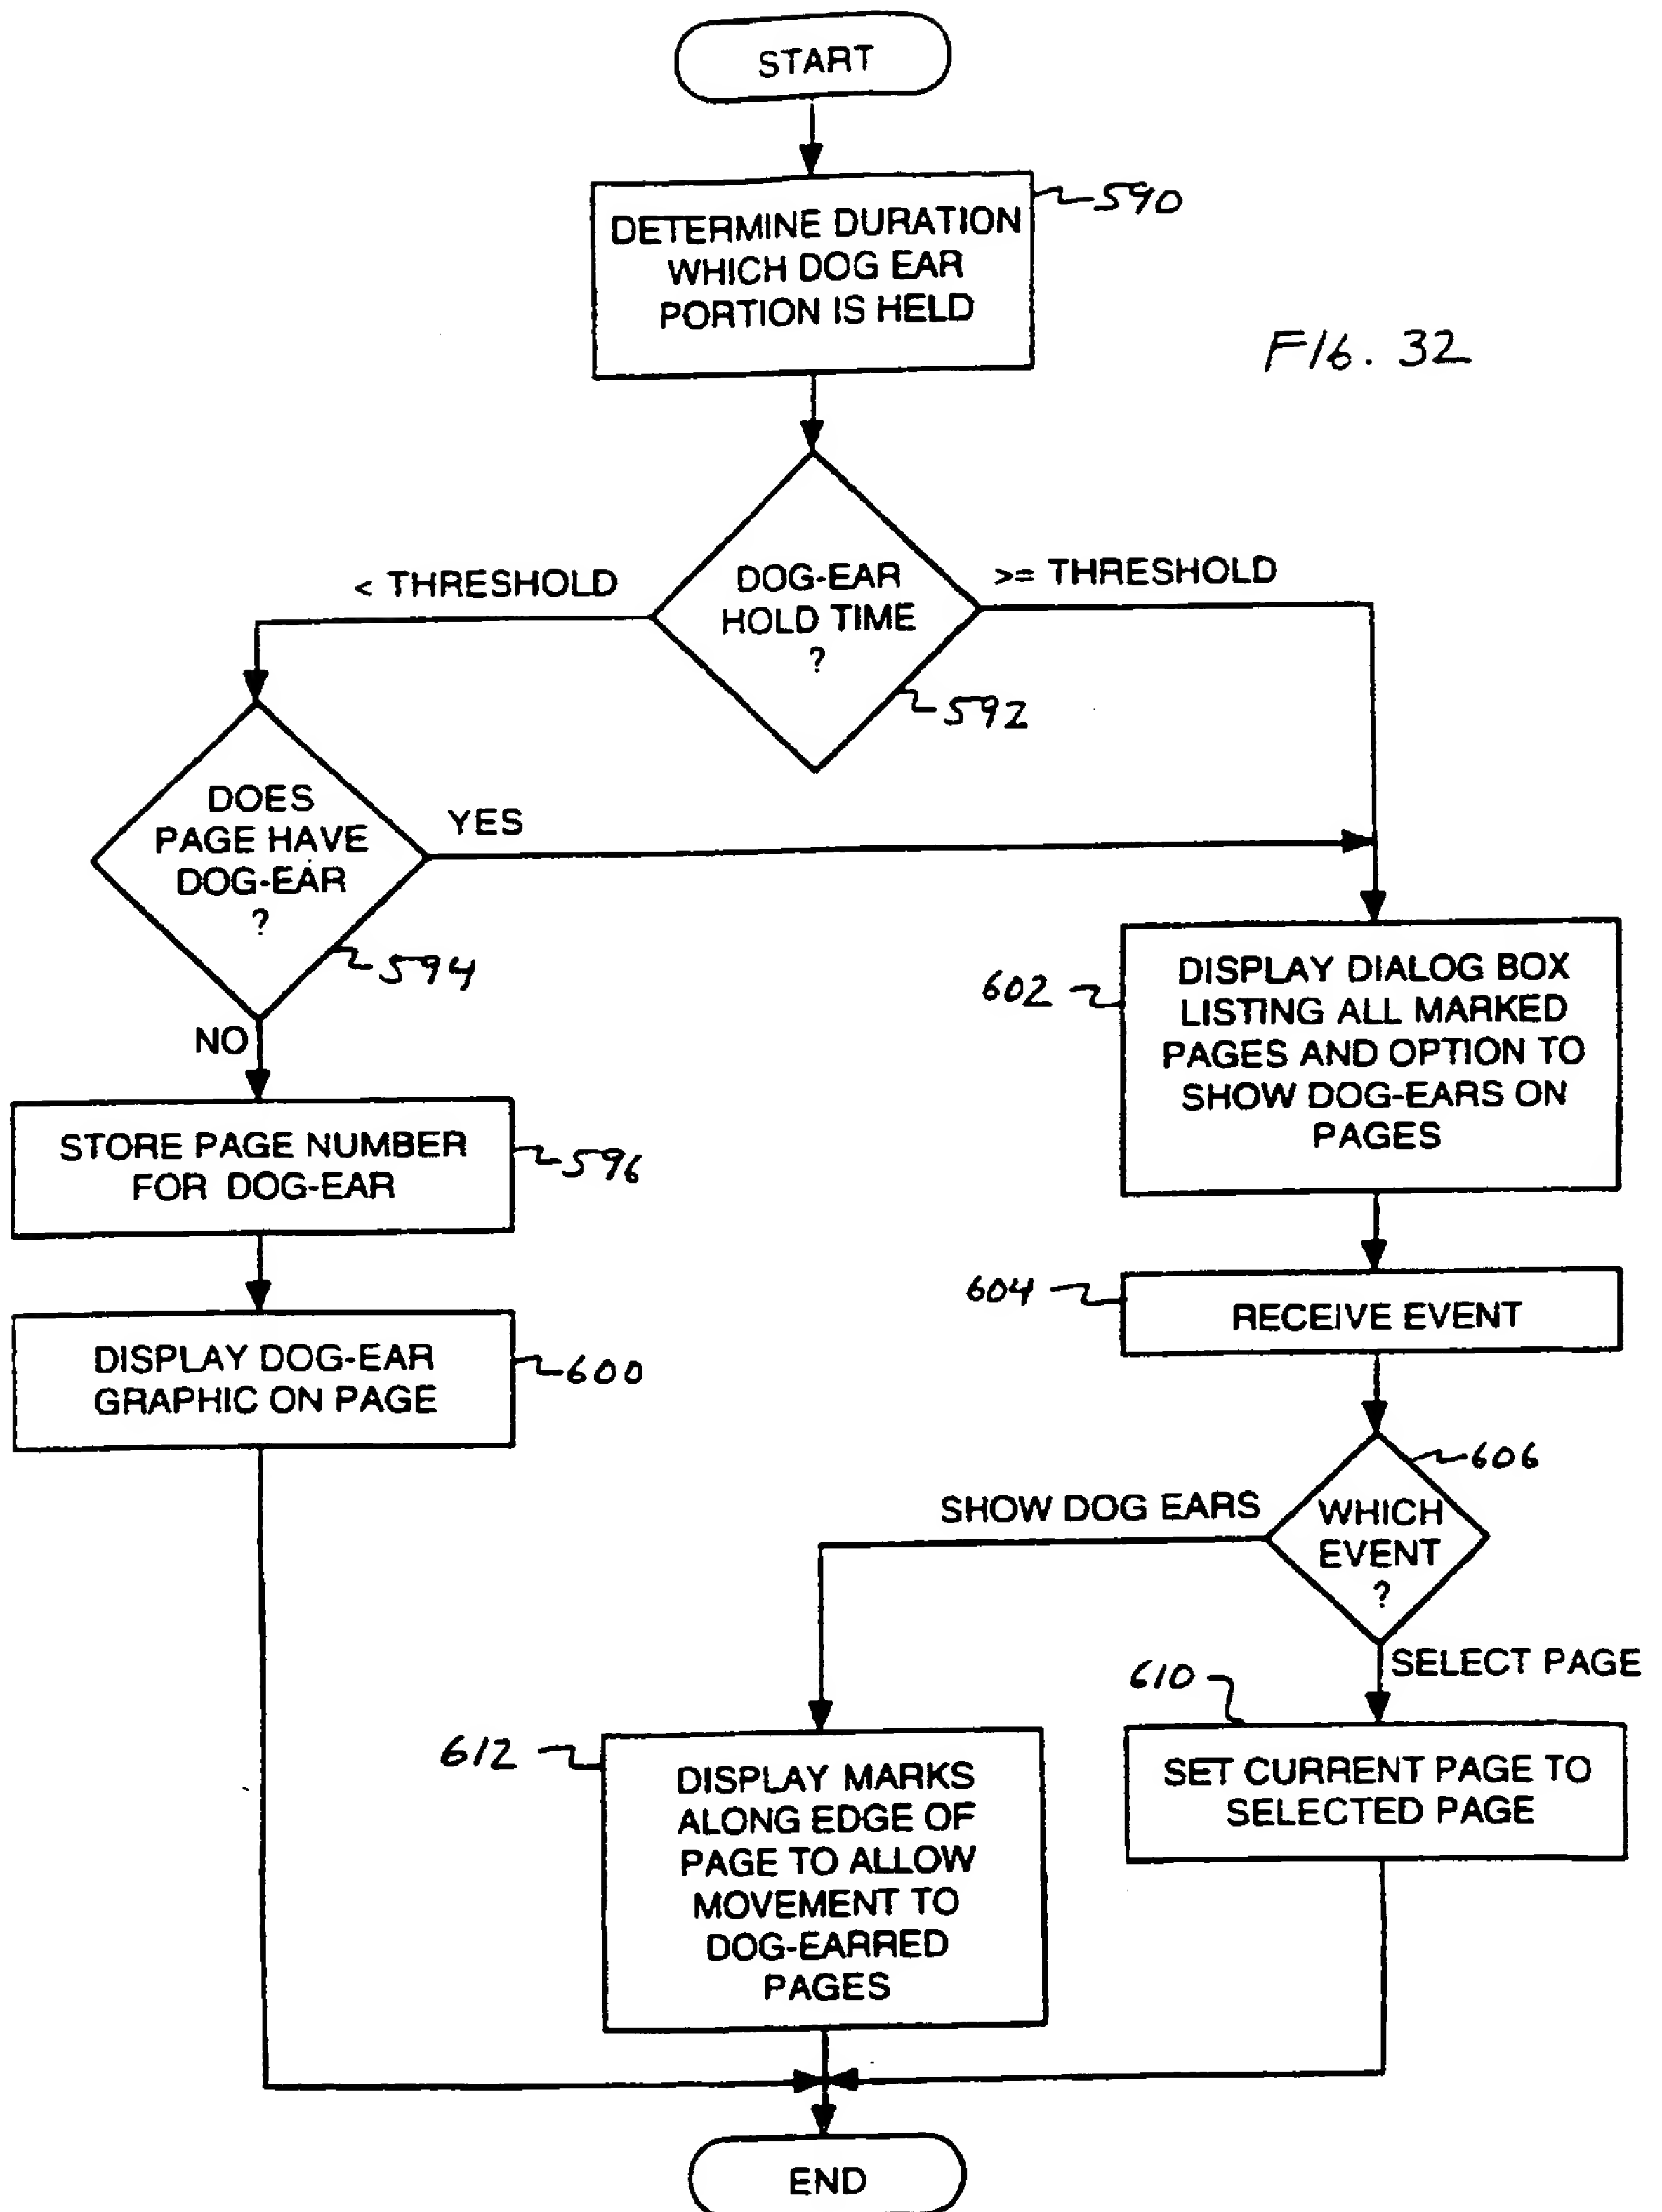 START
590
DETERMINE DURATION
WHICH DOG EAR
PORTION IS HELD
FIG. 32
< THRESHOLD
DOG-EAR
HOLD TIME
?
>= THRESHOLD
592
DOES
PAGE HAVE
DOG-EAR
?
YES
594
NO
602
DISPLAY DIALOG BOX
LISTING ALL MARKED
PAGES AND OPTION TO
SHOW DOG-EARS ON
PAGES
STORE PAGE NUMBER
FOR DOG-EAR
596
604
RECEIVE EVENT
DISPLAY DOG-EAR
GRAPHIC ON PAGE
600
606
SHOW DOG EARS
WHICH
EVENT
?
SELECT PAGE
610
SET CURRENT PAGE TO
SELECTED PAGE
612
DISPLAY MARKS
ALONG EDGE OF
PAGE TO ALLOW
MOVEMENT TO
DOG-EARRED
PAGES
END